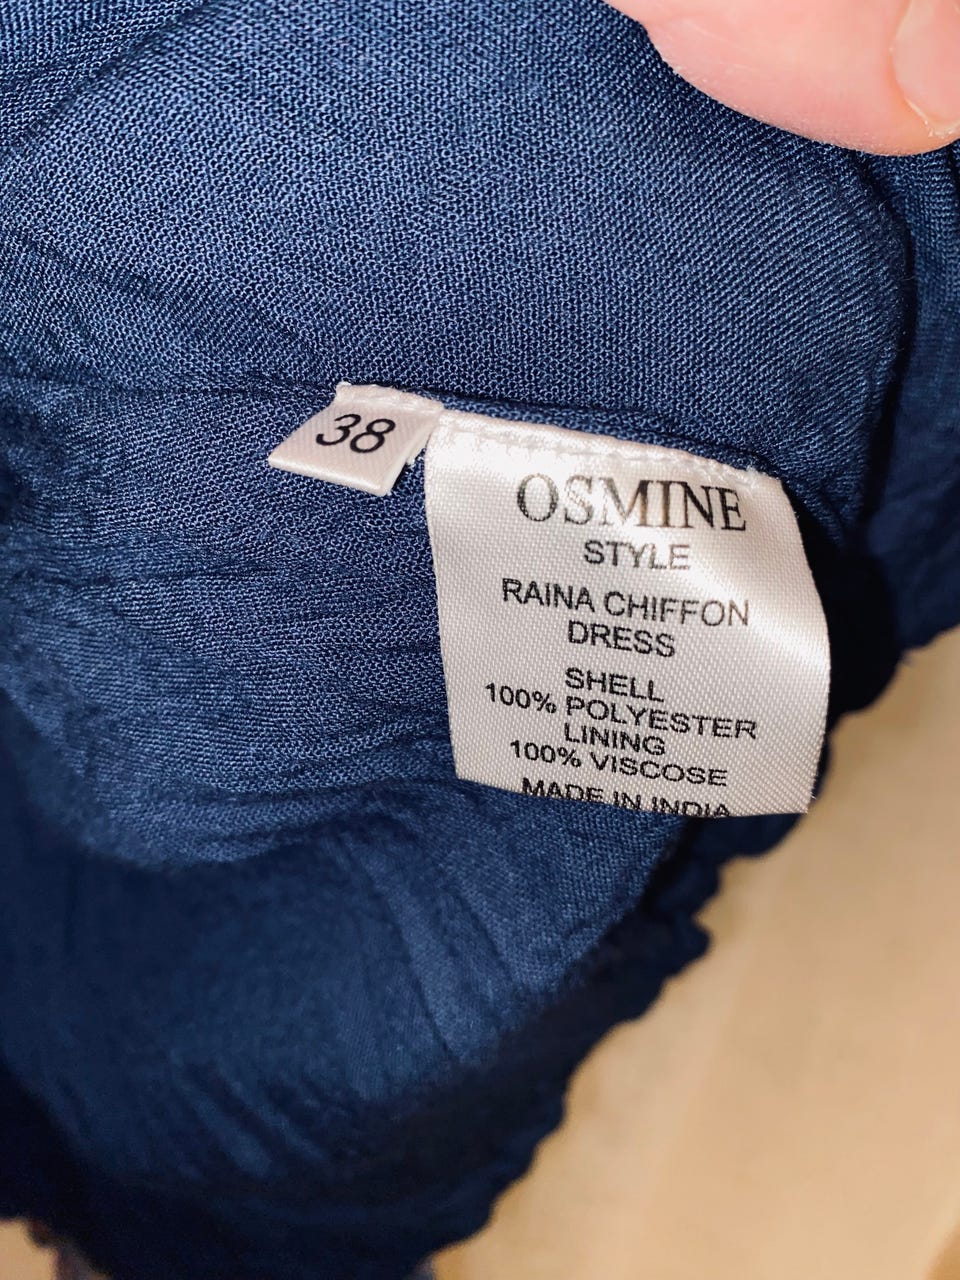 38
OSMINE
STYLE
RAINA CHIFFON
DRESS
SHELL
100% POLYESTER
LINING
100% VISCOSE
MADE IN INDIA